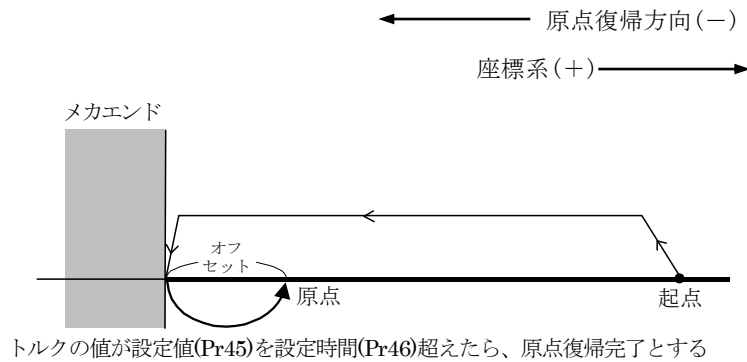 原点復帰方向(－)
座標系(＋)
メカエンド
オフ
セット
原点
起点
トルクの値が設定値(Pr45)を設定時間(Pr46)超えたら、原点復帰完了とする